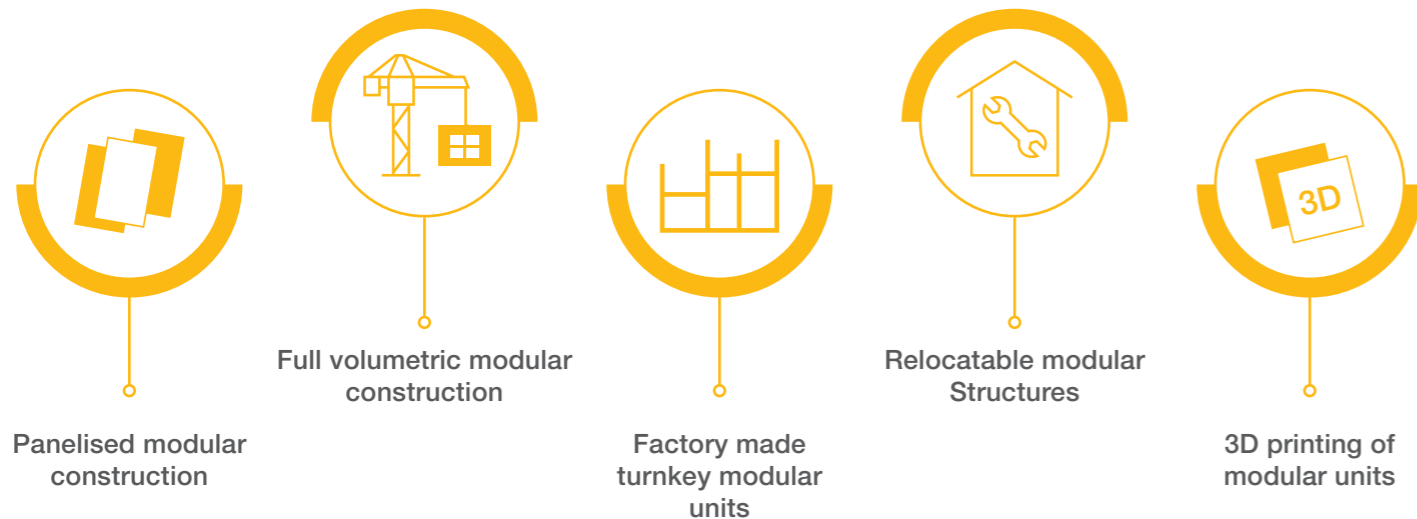 Panelised modular
construction
Full volumetric modular
construction
Factory made
turnkey modular
units
Relocatable modular
Structures
3D
3D printing of
modular units